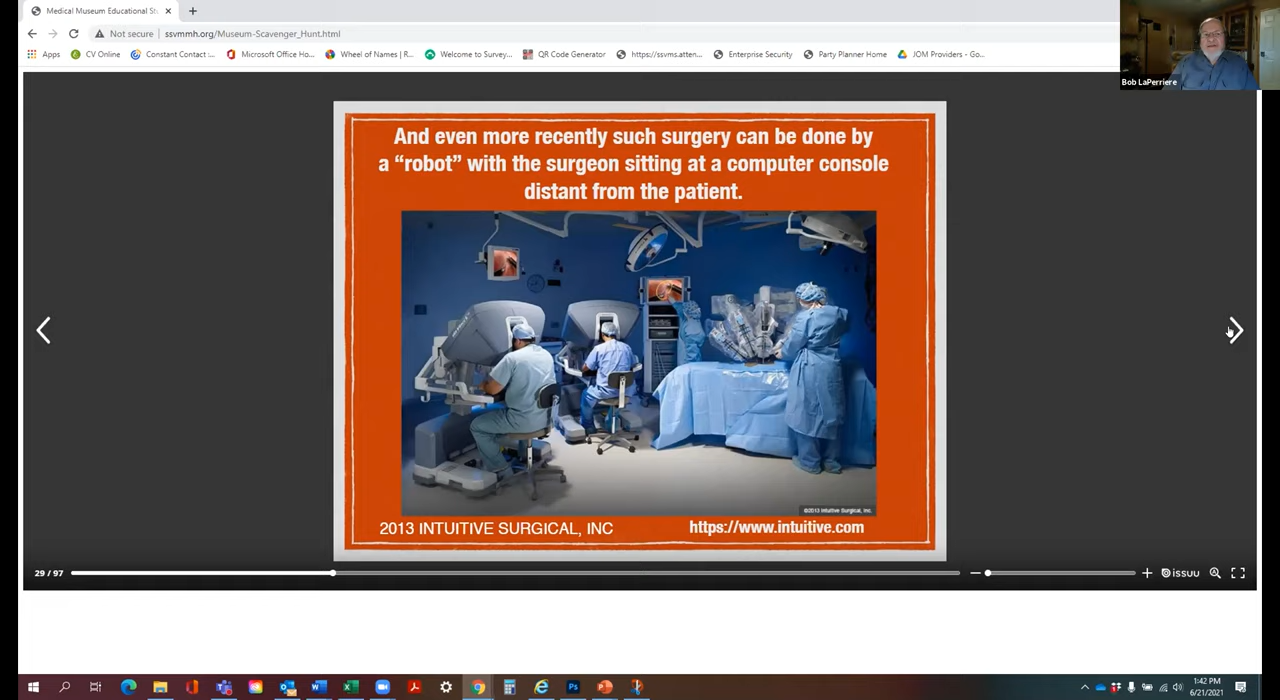 Medical Museum Educational Sh
Not secure
ssvmmh.org/Museum-Scavenger_Hunt.html
Apps
CV Online
Constant Contact :...
Microsoft Office Ho...
Wheel of Names | R...
Welcome to Survey...
QR Code Generator
https://ssvms.atten...
Enterprise Security
Party Planner Home
JOM Providers - Go...
Bob LaPerriere
And even more recently such surgery can be done by
a “robot” with the surgeon sitting at a computer console
distant from the patient.
©2013 Intuitive Surgical, Inc.
2013 INTUITIVE SURGICAL, INC
https://www.intuitive.com
29 / 97
issuu
1:42 PM
6/21/2021